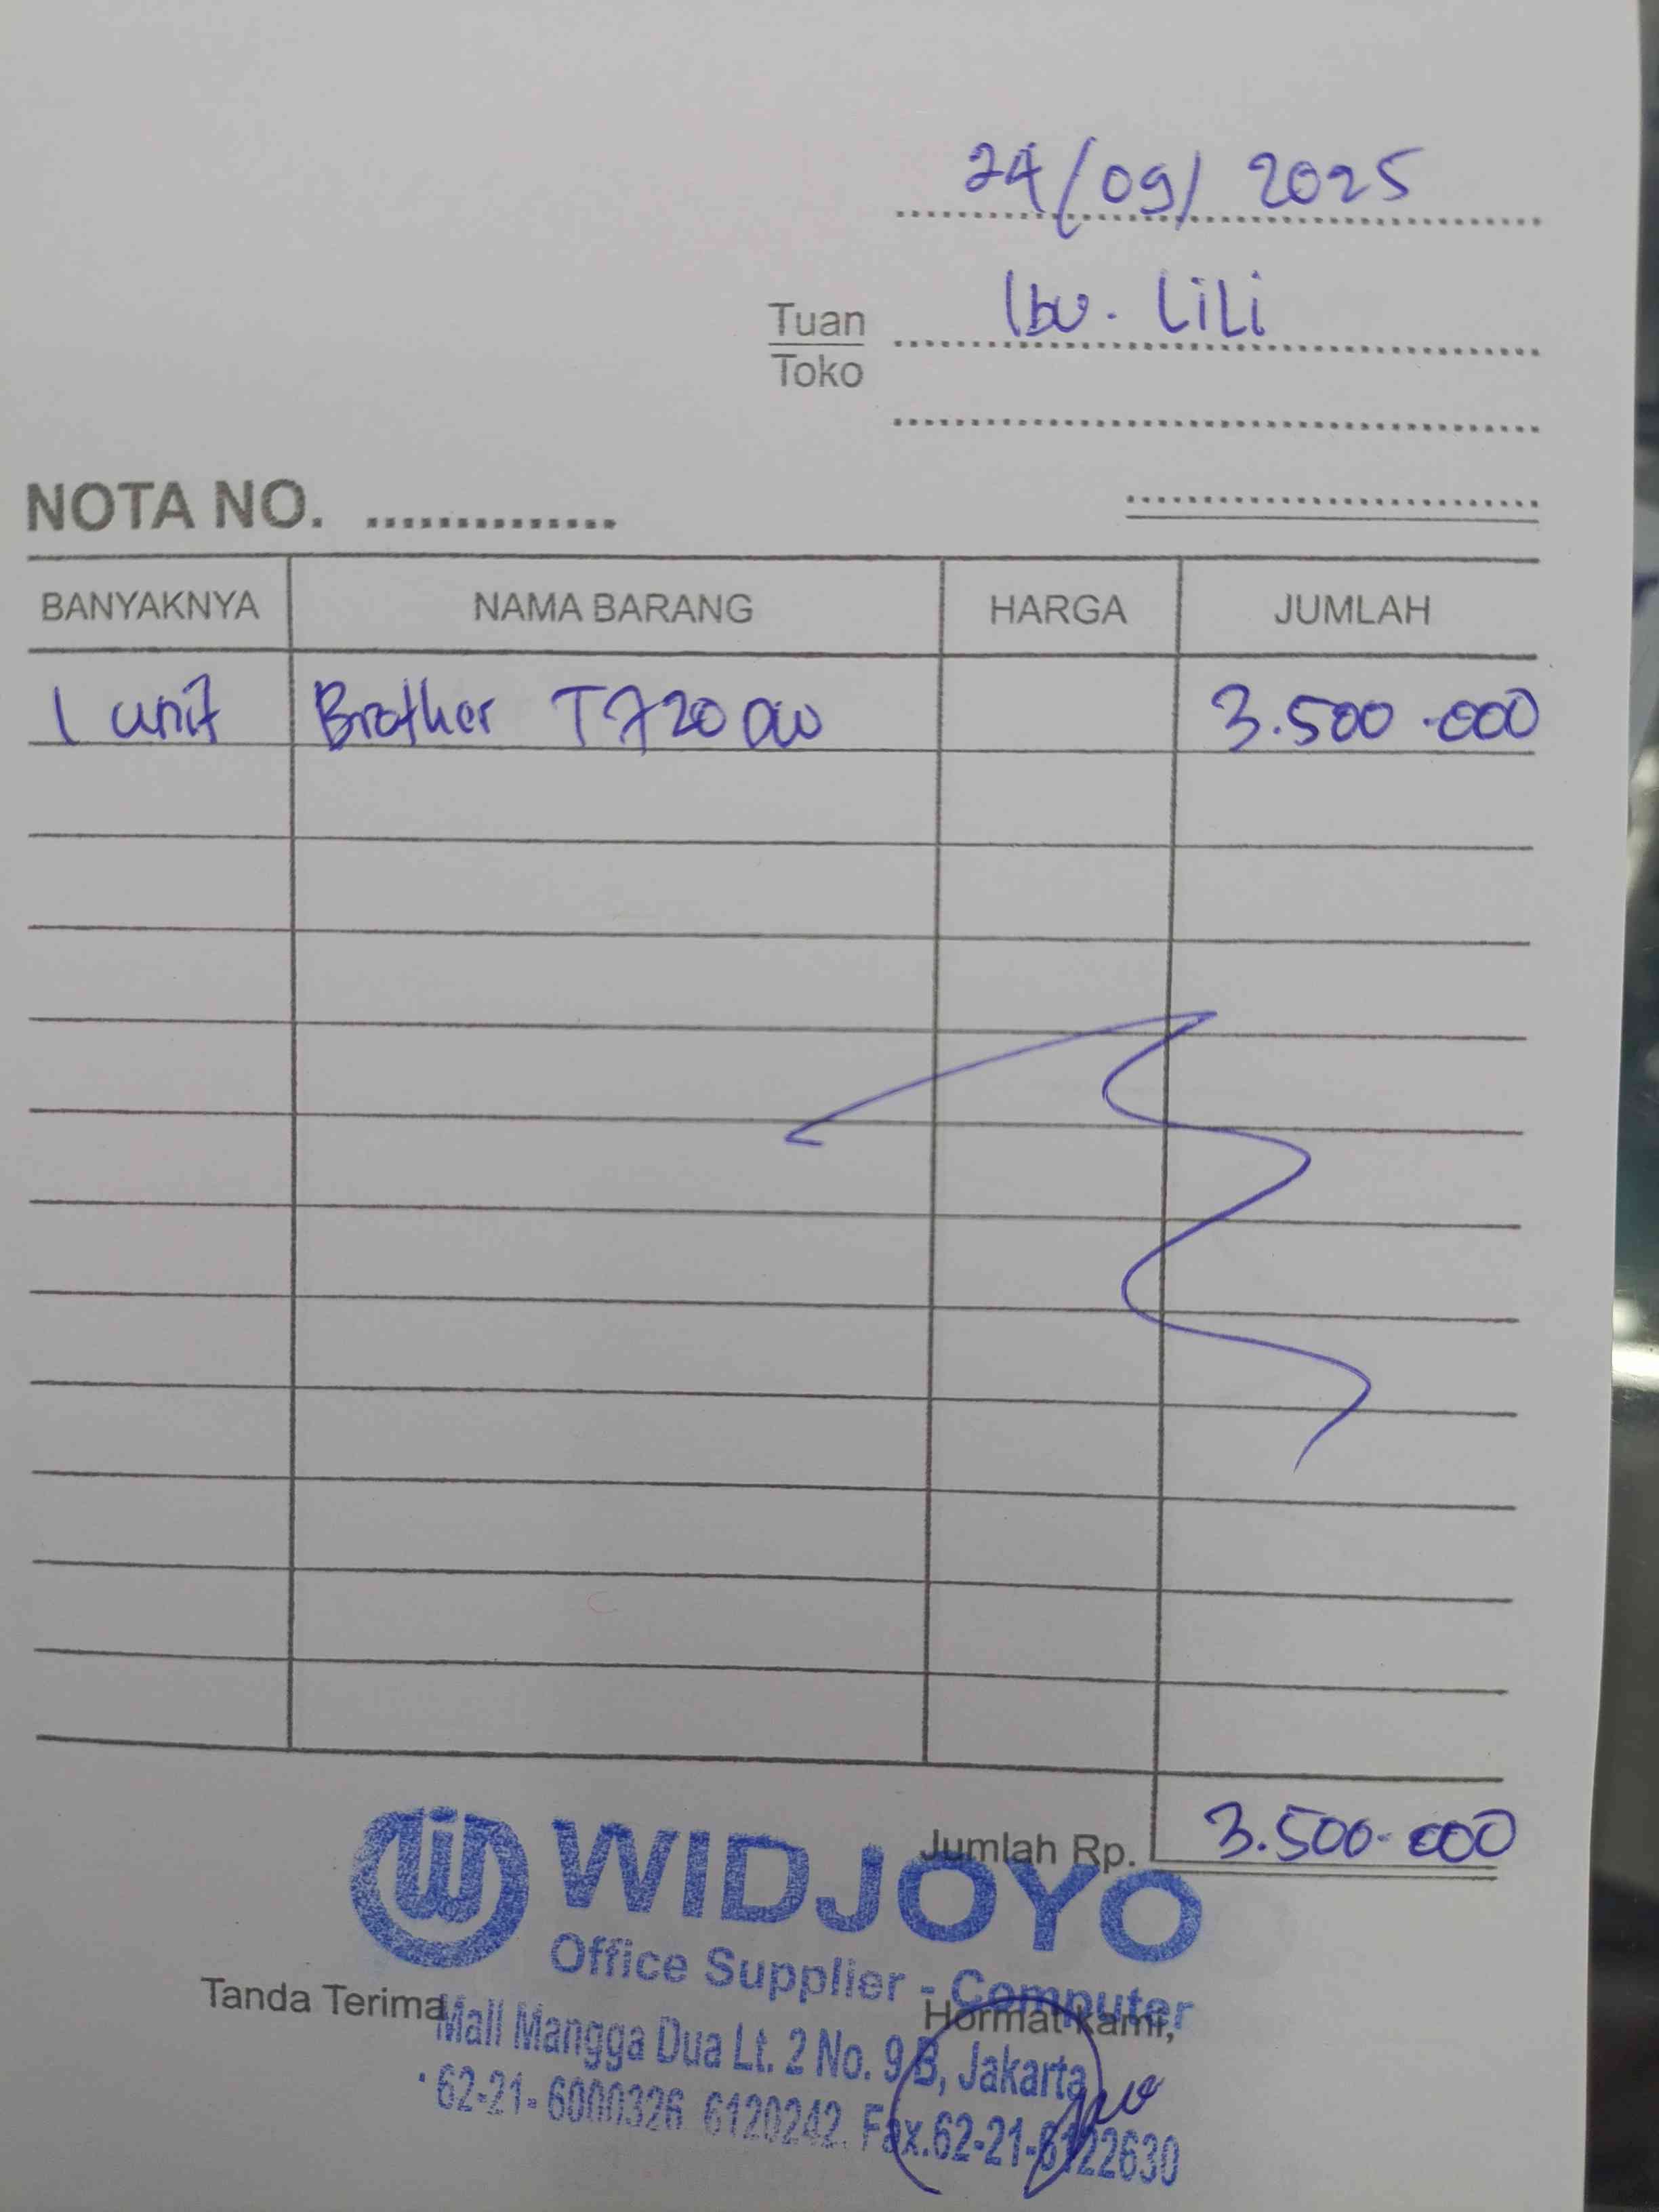 24/09/2025
Tuan Ibu. Lili
Toko
NOTA NO. ..............
BANYAKNYA NAMA BARANG HARGA JUMLAH
1 unit Brother T720 DW 3.500.000
Jumlah Rp. 3.500.000
WIDJOYO
Office Supplier - Computer
Tanda Terima Hormat kami,
Mall Mangga Dua Lt. 2 No. 9 B, Jakarta
62-21- 6000326 6120242. Fax.62-21-6122630